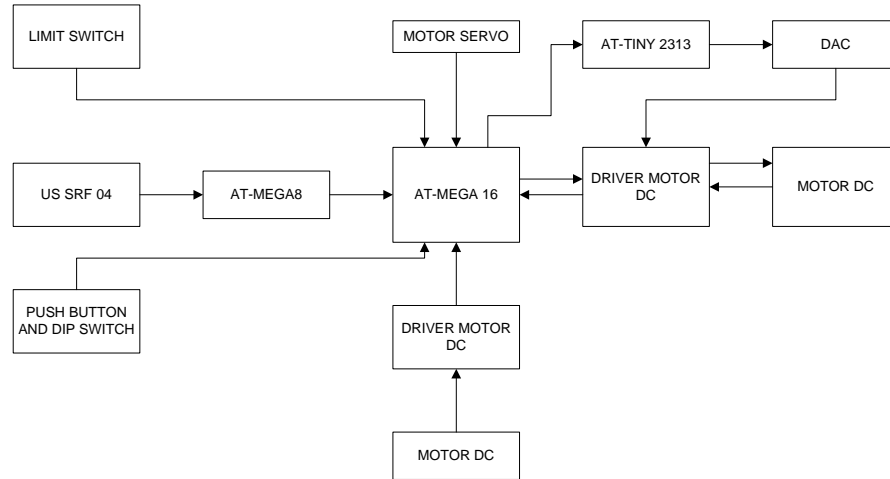 LIMIT SWITCH
MOTOR SERVO
AT-TINY 2313
DAC
US SRF 04
AT-MEGA8
AT-MEGA 16
DRIVER MOTOR
DC
MOTOR DC
PUSH BUTTON
AND DIP SWITCH
DRIVER MOTOR
DC
MOTOR DC